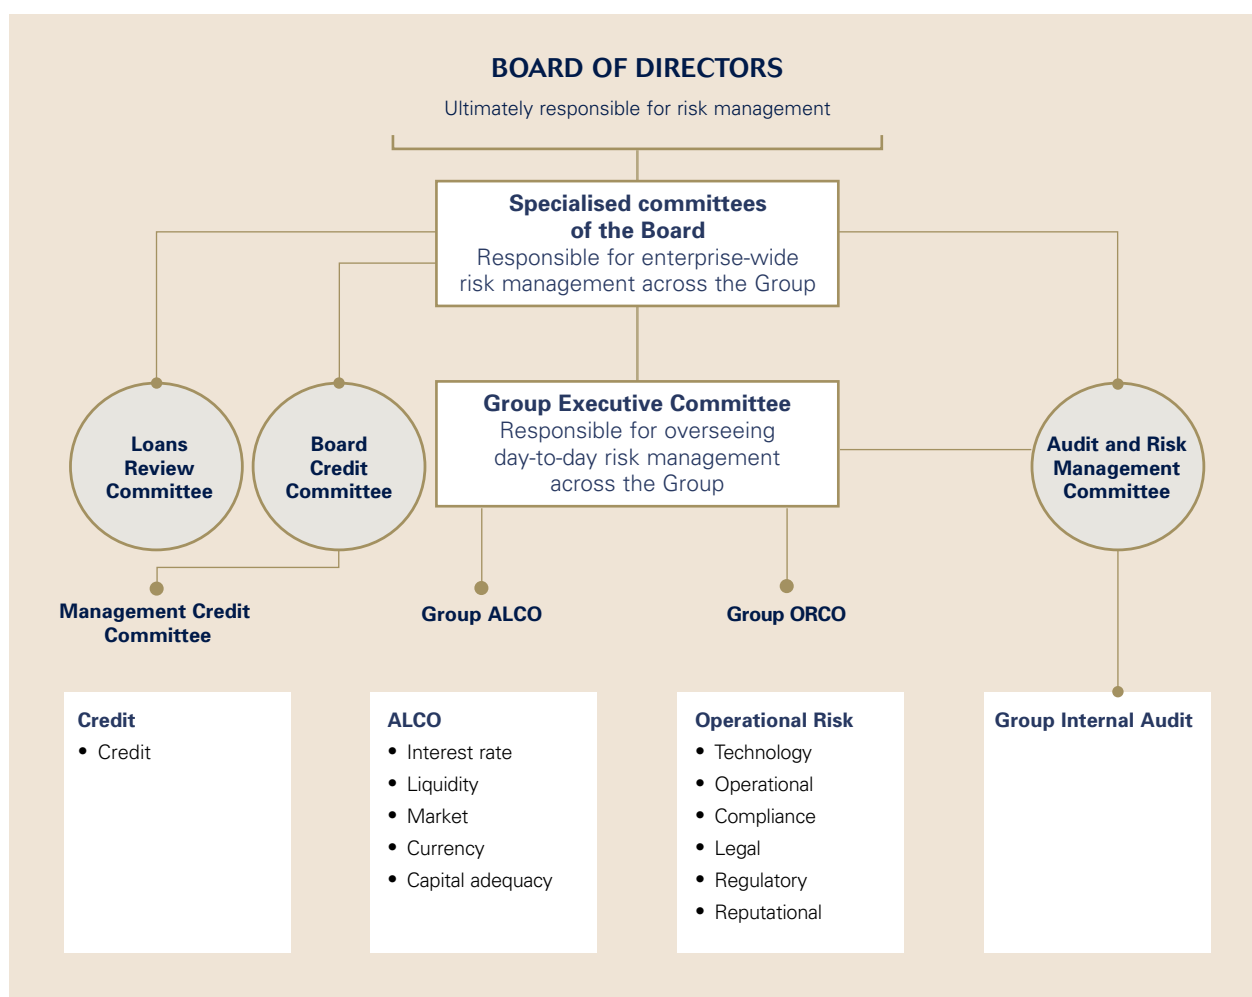 BOARD OF DIRECTORS
Ultimately responsible for risk management
Specialised committees
of the Board
Responsible for enterprise-wide
risk management across the Group
Group Executive Committee
Responsible for overseeing
day-to-day risk management
across the Group
Loans
Review
Committee
Board
Credit
Committee
Audit and Risk
Management
Committee
Management Credit
Committee
Group ALCO
Group ORCO
Credit
• Credit
ALCO
• Interest rate
• Liquidity
• Market
• Currency
• Capital adequacy
Operational Risk
• Technology
• Operational
• Compliance
• Legal
• Regulatory
• Reputational
Group Internal Audit